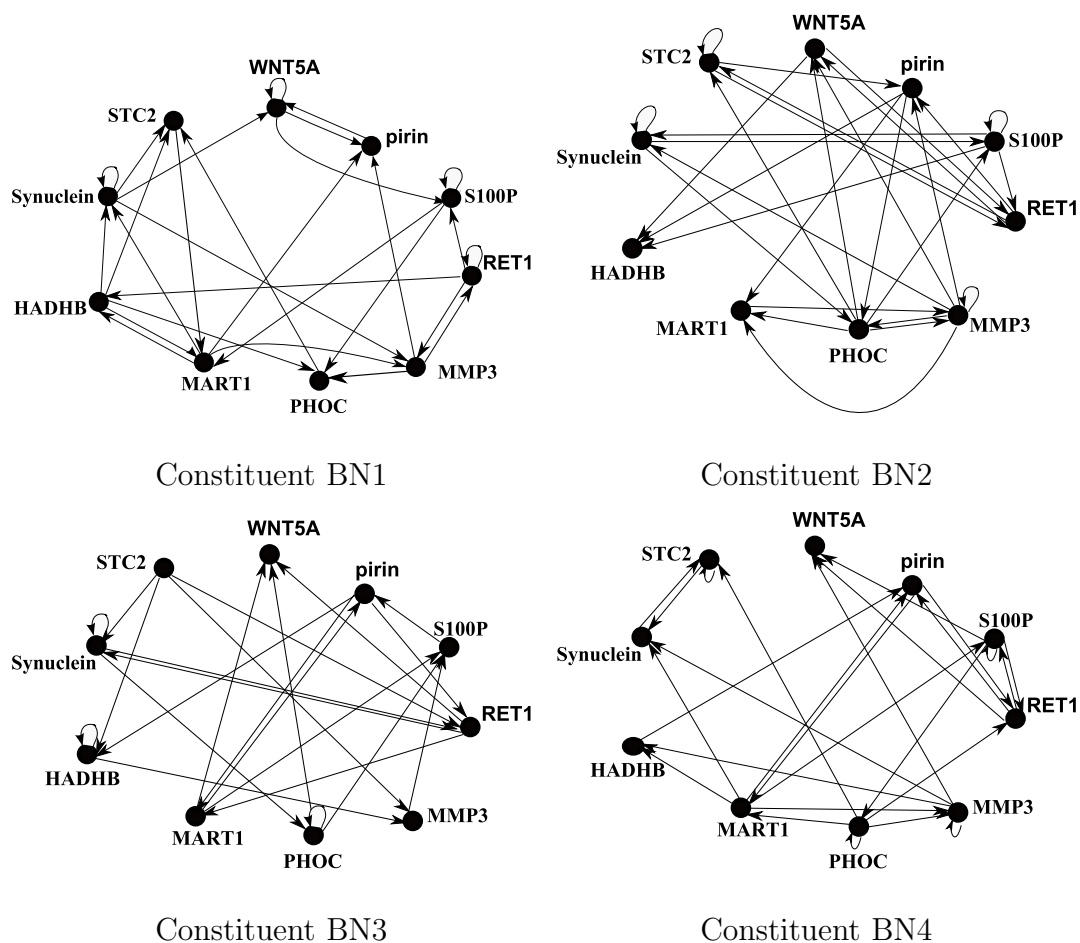 WNT5A
STC2
pirin
Synuclein
S100P
RET1
HADHB
MART1
MMP3
PHOC
Constituent BN1
WNT5A
STC2
pirin
Synuclein
S100P
RET1
HADHB
MART1
MMP3
PHOC
Constituent BN2
WNT5A
STC2
pirin
S100P
Synuclein
RET1
HADHB
MMP3
MART1
PHOC
Constituent BN3
WNT5A
STC2
pirin
S100P
Synuclein
RET1
HADHB
MMP3
MART1
PHOC
Constituent BN4